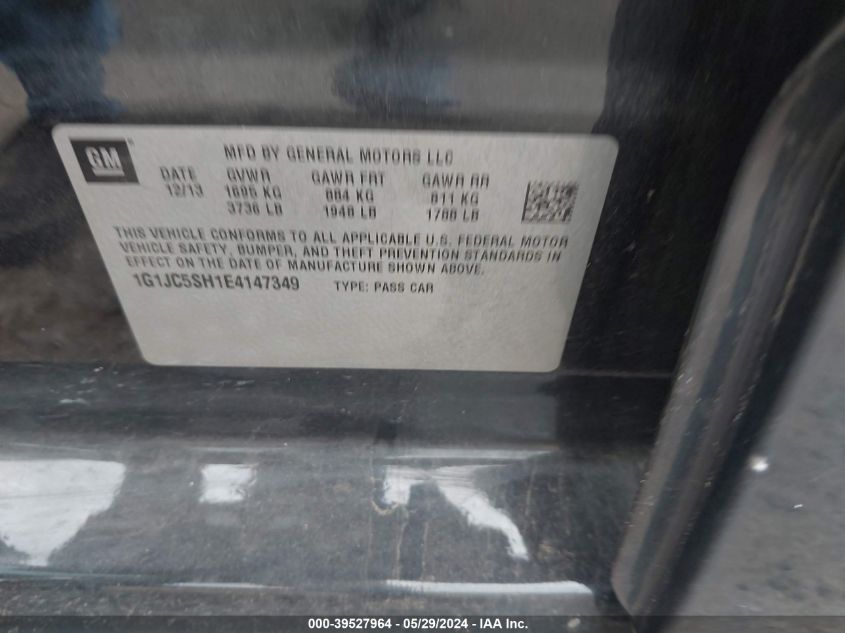 GM
MFD BY GENERAL MOTORS LLC
DATE GVWR GAWR FRT GAWR RR
12/13 1695 KG 884 KG 811 KG
3736 LB 1948 LB 1788 LB
THIS VEHICLE CONFORMS TO ALL APPLICABLE U.S. FEDERAL MOTOR
VEHICLE SAFETY, BUMPER, AND THEFT PREVENTION STANDARDS IN
EFFECT ON THE DATE OF MANUFACTURE SHOWN ABOVE.
1G1JC5SH1E4147349 TYPE: PASS CAR
000-39527964 - 05/29/2024 - IAA Inc.